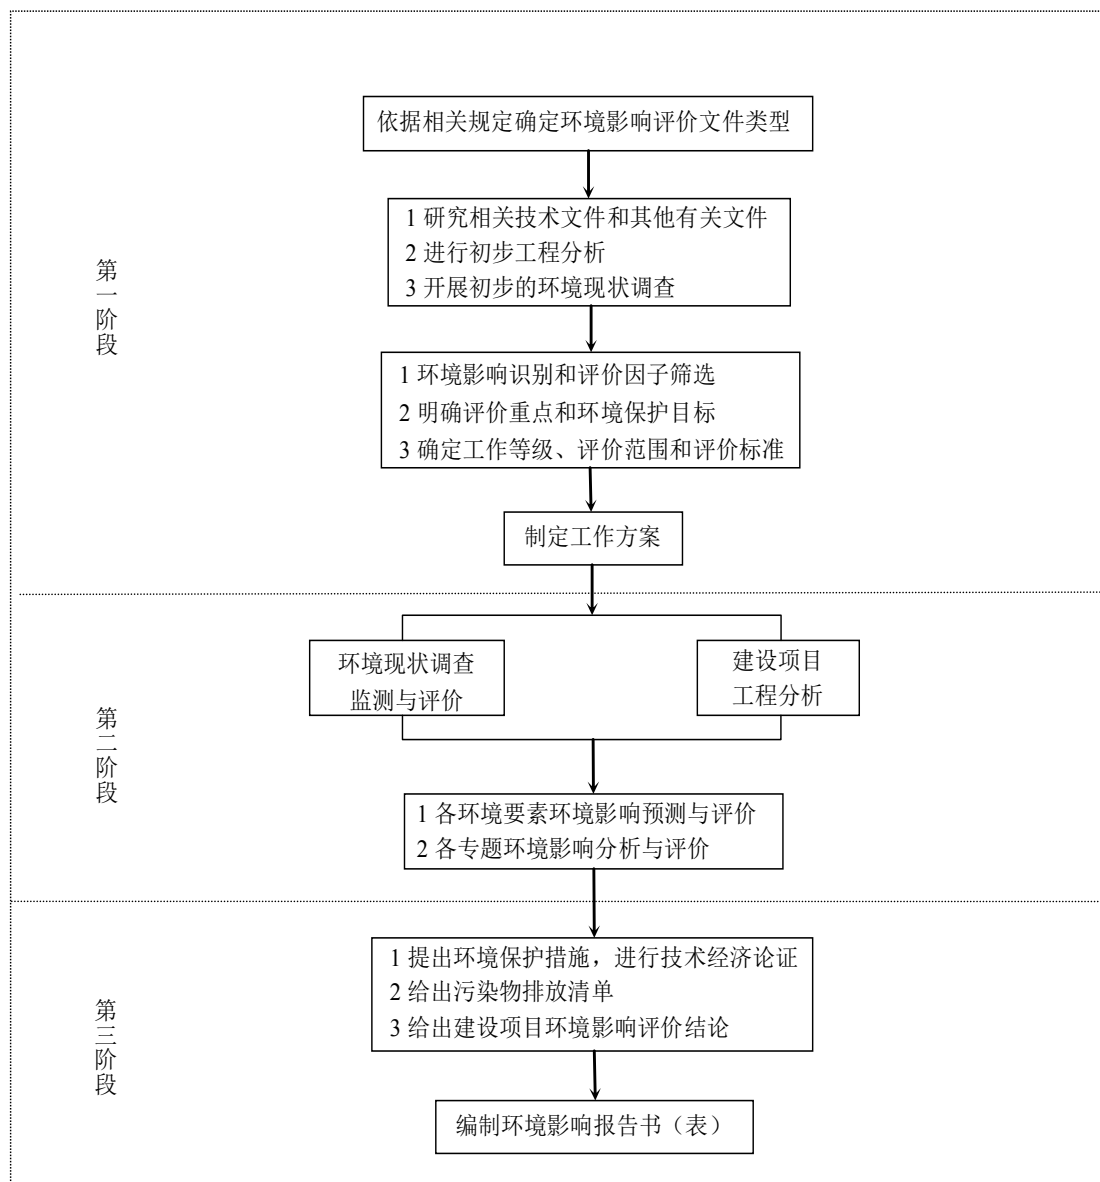 依据相关规定确定环境影响评价文件类型
1 研究相关技术文件和其他有关文件
2 进行初步工程分析
3 开展初步的环境现状调查
第一阶段
1 环境影响识别和评价因子筛选
2 明确评价重点和环境保护目标
3 确定工作等级、评价范围和评价标准
制定工作方案
环境现状调查
监测与评价
建设项目
工程分析
第二阶段
1 各环境要素环境影响预测与评价
2 各专题环境影响分析与评价
1 提出环境保护措施，进行技术经济论证
2 给出污染物排放清单
3 给出建设项目环境影响评价结论
第三阶段
编制环境影响报告书（表）